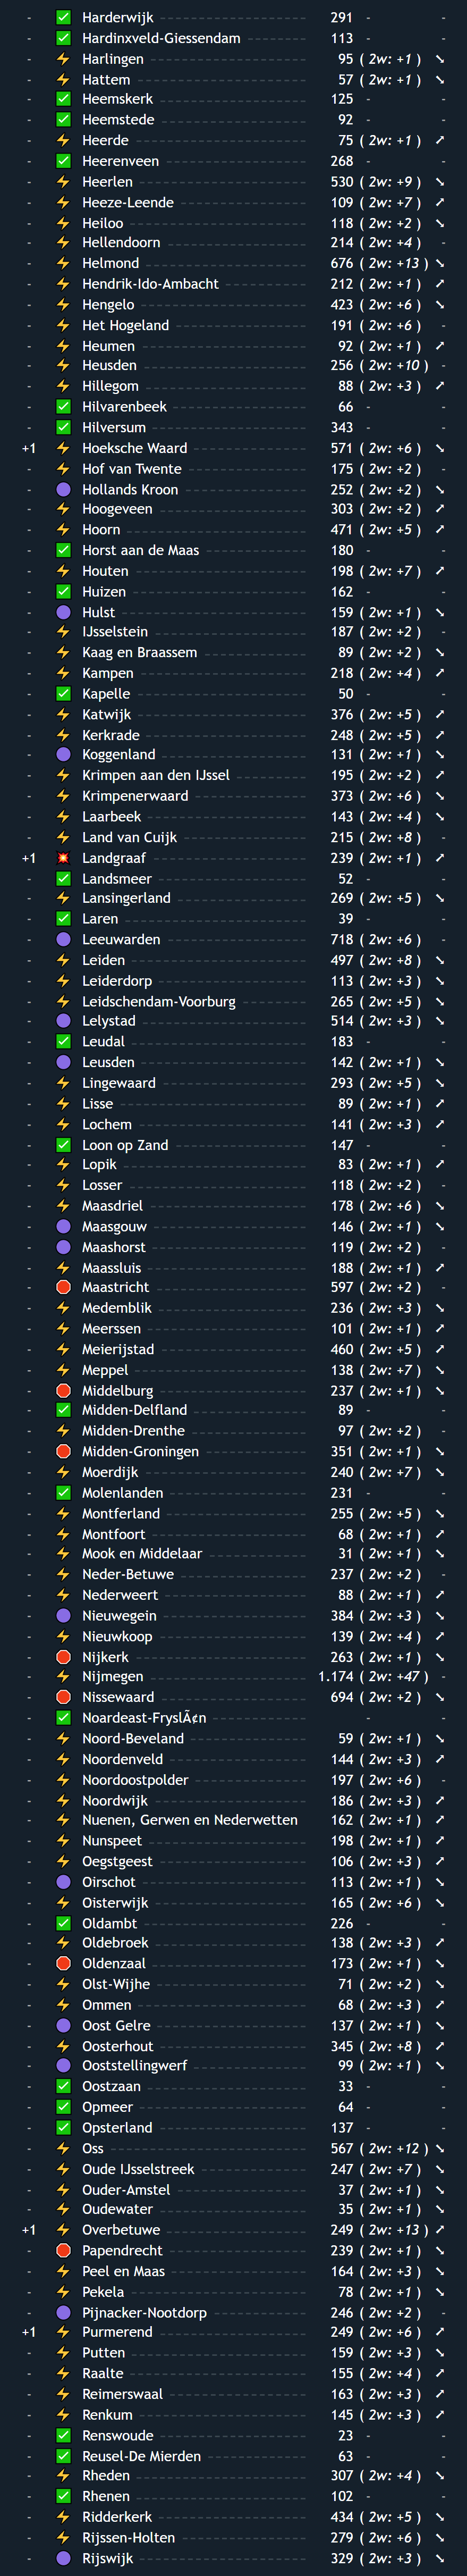 - ✅ Harderwijk 291 - -
- ✅ Hardinxveld-Giessendam 113 - -
- ⚡ Harlingen 95 ( 2w: +1 ) ↘
- ⚡ Hattem 57 ( 2w: +1 ) ↘
- ✅ Heemskerk 125 - -
- ✅ Heemstede 92 - -
- ⚡ Heerde 75 ( 2w: +1 ) ↗
- ✅ Heerenveen 268 - -
- ⚡ Heerlen 530 ( 2w: +9 ) ↘
- ⚡ Heeze-Leende 109 ( 2w: +7 ) ↗
- ⚡ Heiloo 118 ( 2w: +2 ) ↘
- ⚡ Hellendoorn 214 ( 2w: +4 ) -
- ⚡ Helmond 676 ( 2w: +13 ) ↘
- ⚡ Hendrik-Ido-Ambacht 212 ( 2w: +1 ) ↗
- ⚡ Hengelo 423 ( 2w: +6 ) ↘
- ⚡ Het Hogeland 191 ( 2w: +6 ) -
- ⚡ Heumen 92 ( 2w: +1 ) ↗
- ⚡ Heusden 256 ( 2w: +10 ) -
- ⚡ Hillegom 88 ( 2w: +3 ) ↗
- ✅ Hilvarenbeek 66 - -
- ✅ Hilversum 343 - -
+1 ⚡ Hoeksche Waard 571 ( 2w: +6 ) ↘
- ⚡ Hof van Twente 175 ( 2w: +2 ) -
- 🟣 Hollands Kroon 252 ( 2w: +2 ) ↘
- ⚡ Hoogeveen 303 ( 2w: +2 ) ↗
- ⚡ Hoorn 471 ( 2w: +5 ) ↗
- ✅ Horst aan de Maas 180 - -
- ⚡ Houten 198 ( 2w: +7 ) ↗
- ✅ Huizen 162 - -
- 🟣 Hulst 159 ( 2w: +1 ) ↘
- ⚡ IJsselstein 187 ( 2w: +2 ) -
- ⚡ Kaag en Braassem 89 ( 2w: +2 ) ↘
- ⚡ Kampen 218 ( 2w: +4 ) ↗
- ✅ Kapelle 50 - -
- ⚡ Katwijk 376 ( 2w: +5 ) ↗
- ⚡ Kerkrade 248 ( 2w: +5 ) ↗
- 🟣 Koggenland 131 ( 2w: +1 ) ↘
- ⚡ Krimpen aan den IJssel 195 ( 2w: +2 ) ↗
- ⚡ Krimpenerwaard 373 ( 2w: +6 ) ↘
- ⚡ Laarbeek 143 ( 2w: +4 ) ↘
- ⚡ Land van Cuijk 215 ( 2w: +8 ) -
+1 💥 Landgraaf 239 ( 2w: +1 ) ↗
- ✅ Landsmeer 52 - -
- ⚡ Lansingerland 269 ( 2w: +5 ) ↘
- ✅ Laren 39 - -
- 🟣 Leeuwarden 718 ( 2w: +6 ) -
- ⚡ Leiden 497 ( 2w: +8 ) ↘
- ⚡ Leiderdorp 113 ( 2w: +3 ) ↘
- ⚡ Leidschendam-Voorburg 265 ( 2w: +5 ) ↘
- 🟣 Lelystad 514 ( 2w: +3 ) ↘
- ✅ Leudal 183 - -
- 🟣 Leusden 142 ( 2w: +1 ) ↘
- ⚡ Lingewaard 293 ( 2w: +5 ) ↘
- ⚡ Lisse 89 ( 2w: +1 ) ↗
- ⚡ Lochem 141 ( 2w: +3 ) ↗
- ✅ Loon op Zand 147 - -
- ⚡ Lopik 83 ( 2w: +1 ) ↗
- ⚡ Losser 118 ( 2w: +2 ) -
- ⚡ Maasdriel 178 ( 2w: +6 ) ↘
- 🟣 Maasgouw 146 ( 2w: +1 ) ↘
- 🟣 Maashorst 119 ( 2w: +2 ) -
- ⚡ Maassluis 188 ( 2w: +1 ) ↗
- 🛑 Maastricht 597 ( 2w: +2 ) -
- ⚡ Medemblik 236 ( 2w: +3 ) ↘
- ⚡ Meerssen 101 ( 2w: +1 ) ↗
- ⚡ Meierijstad 460 ( 2w: +5 ) ↗
- ⚡ Meppel 138 ( 2w: +7 ) ↘
- 🛑 Middelburg 237 ( 2w: +1 ) ↘
- ✅ Midden-Delfland 89 - -
- ⚡ Midden-Drenthe 97 ( 2w: +2 ) -
- 🛑 Midden-Groningen 351 ( 2w: +1 ) ↘
- ⚡ Moerdijk 240 ( 2w: +7 ) ↘
- ✅ Molenlanden 231 - -
- ⚡ Montferland 255 ( 2w: +5 ) ↘
- ⚡ Montfoort 68 ( 2w: +1 ) ↗
- ⚡ Mook en Middelaar 31 ( 2w: +1 ) ↘
- ⚡ Neder-Betuwe 237 ( 2w: +2 ) -
- ⚡ Nederweert 88 ( 2w: +1 ) ↗
- 🟣 Nieuwegein 384 ( 2w: +3 ) ↘
- ⚡ Nieuwkoop 139 ( 2w: +4 ) ↗
- 🛑 Nijkerk 263 ( 2w: +1 ) ↘
- ⚡ Nijmegen 1.174 ( 2w: +47 ) -
- 🛑 Nissewaard 694 ( 2w: +2 ) ↘
- ✅ Noardeast-FryslÃ¢n - -
- ⚡ Noord-Beveland 59 ( 2w: +1 ) ↘
- ⚡ Noordenveld 144 ( 2w: +3 ) ↗
- ⚡ Noordoostpolder 197 ( 2w: +6 ) -
- ⚡ Noordwijk 186 ( 2w: +3 ) ↗
- ⚡ Nuenen, Gerwen en Nederwetten 162 ( 2w: +1 ) ↗
- ⚡ Nunspeet 198 ( 2w: +1 ) ↗
- ⚡ Oegstgeest 106 ( 2w: +3 ) ↗
- 🟣 Oirschot 113 ( 2w: +1 ) ↘
- ⚡ Oisterwijk 165 ( 2w: +6 ) ↘
- ✅ Oldambt 226 - -
- ⚡ Oldebroek 138 ( 2w: +3 ) ↗
- 🛑 Oldenzaal 173 ( 2w: +1 ) ↘
- ⚡ Olst-Wijhe 71 ( 2w: +2 ) ↘
- ⚡ Ommen 68 ( 2w: +3 ) ↗
- 🟣 Oost Gelre 137 ( 2w: +1 ) ↘
- ⚡ Oosterhout 345 ( 2w: +8 ) ↗
- 🟣 Ooststellingwerf 99 ( 2w: +1 ) ↘
- ✅ Oostzaan 33 - -
- ✅ Opmeer 64 - -
- ✅ Opsterland 137 - -
- ⚡ Oss 567 ( 2w: +12 ) ↘
- ⚡ Oude IJsselstreek 247 ( 2w: +7 ) ↘
- ⚡ Ouder-Amstel 37 ( 2w: +1 ) ↘
- ⚡ Oudewater 35 ( 2w: +1 ) ↘
+1 ⚡ Overbetuwe 249 ( 2w: +13 ) ↗
- 🛑 Papendrecht 239 ( 2w: +1 ) ↘
- ⚡ Peel en Maas 164 ( 2w: +3 ) ↘
- ⚡ Pekela 78 ( 2w: +1 ) ↘
- 🟣 Pijnacker-Nootdorp 246 ( 2w: +2 ) -
+1 ⚡ Purmerend 249 ( 2w: +6 ) ↗
- ⚡ Putten 159 ( 2w: +3 ) ↘
- ⚡ Raalte 155 ( 2w: +4 ) ↗
- ⚡ Reimerswaal 163 ( 2w: +3 ) ↗
- ⚡ Renkum 145 ( 2w: +3 ) ↗
- ✅ Renswoude 23 - -
- ✅ Reusel-De Mierden 63 - -
- ⚡ Rheden 307 ( 2w: +4 ) ↘
- ✅ Rhenen 102 - -
- ⚡ Ridderkerk 434 ( 2w: +5 ) ↘
- ⚡ Rijssen-Holten 279 ( 2w: +6 ) ↘
- 🟣 Rijswijk 329 ( 2w: +3 ) ↘